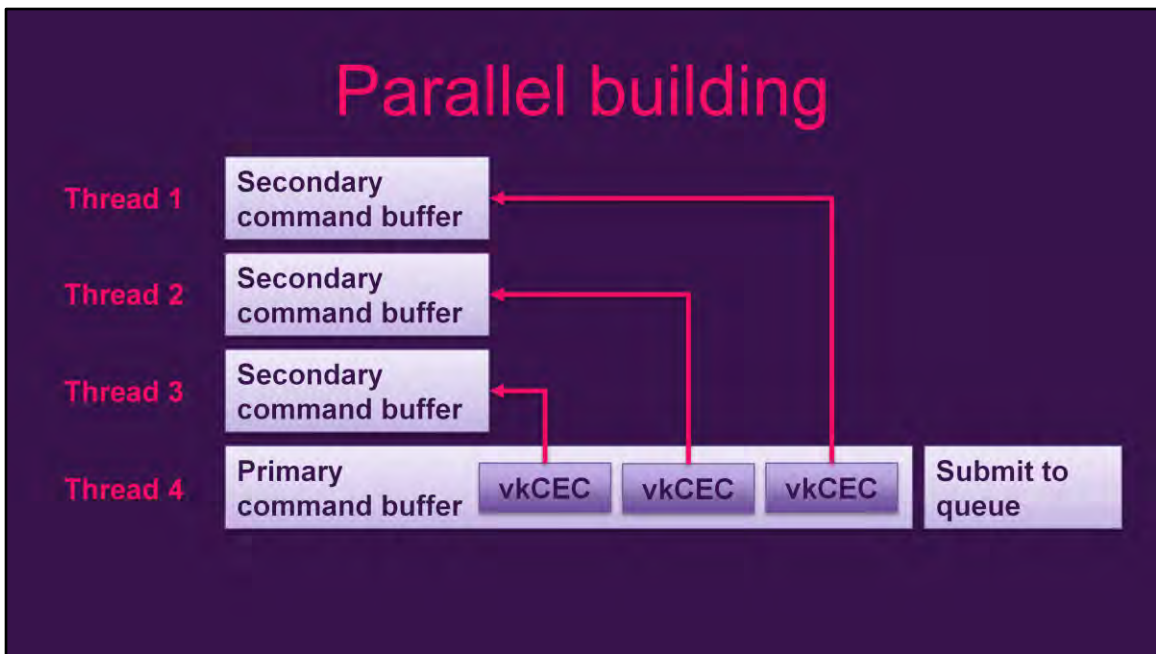 Parallel building
Thread 1
Secondary
command buffer
Thread 2
Secondary
command buffer
Thread 3
Secondary
command buffer
Thread 4
Primary
command buffer
vkCEC
vkCEC
vkCEC
Submit to
queue